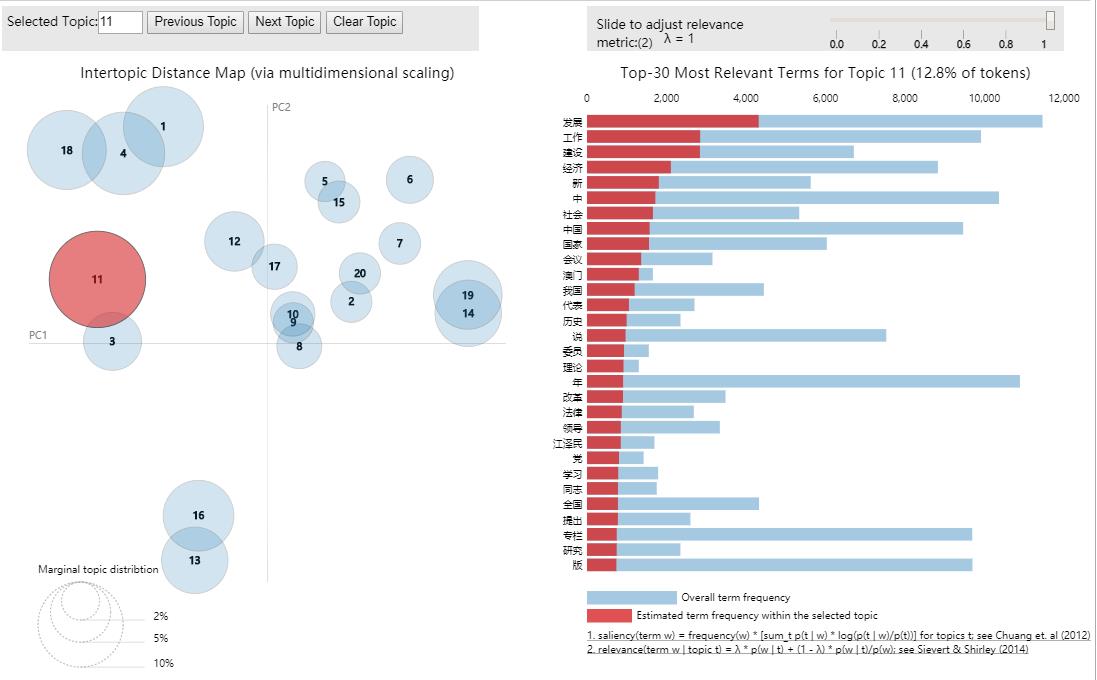 Selected Topic: 11 Previous Topic Next Topic Clear Topic
Slide to adjust relevance
metric:(2) λ = 1
0.0 0.2 0.4 0.6 0.8 1
Intertopic Distance Map (via multidimensional scaling)
PC2
PC1
1
18
4
5
6
15
12
7
17
11
20
2
19
10
14
9
3
8
16
13
Marginal topic distribtion
2%
5%
10%
Top-30 Most Relevant Terms for Topic 11 (12.8% of tokens)
0 2,000 4,000 6,000 8,000 10,000 12,000
发展
工作
建设
经济
新
中
社会
中国
国家
会议
澳门
我国
代表
历史
说
委员
理论
年
改革
法律
领导
江泽民
党
学习
同志
全国
提出
专栏
研究
版
Overall term frequency
Estimated term frequency within the selected topic
1. saliency(term w) = frequency(w) * [sum_t p(t | w) * log(p(t | w)/p(t))] for topics t; see Chuang et. al (2012)
2. relevance(term w | topic t) = λ * p(w | t) + (1 - λ) * p(w | t)/p(w); see Sievert & Shirley (2014)